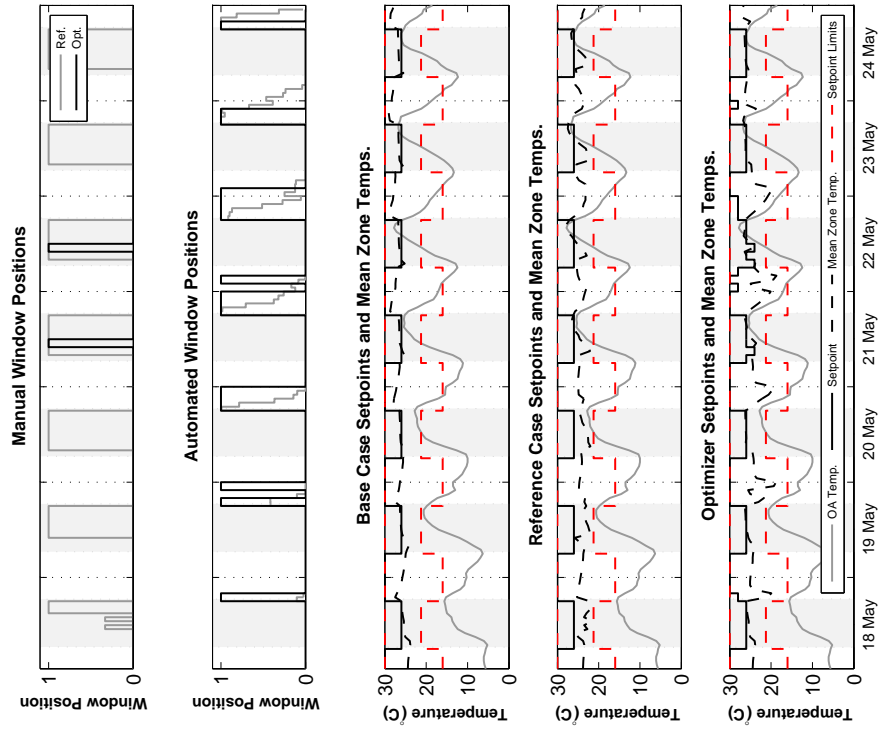 Manual Window Positions
Window Position
1
0
Ref.
Opt.
Automated Window Positions
Window Position
1
0
Base Case Setpoints and Mean Zone Temps.
Temperature (°C)
30
20
10
0
Reference Case Setpoints and Mean Zone Temps.
Temperature (°C)
30
20
10
0
Optimizer Setpoints and Mean Zone Temps.
Temperature (°C)
30
20
10
0
OA Temp.
Setpoint
Mean Zone Temp.
Setpoint Limits
18 May
19 May
20 May
21 May
22 May
23 May
24 May